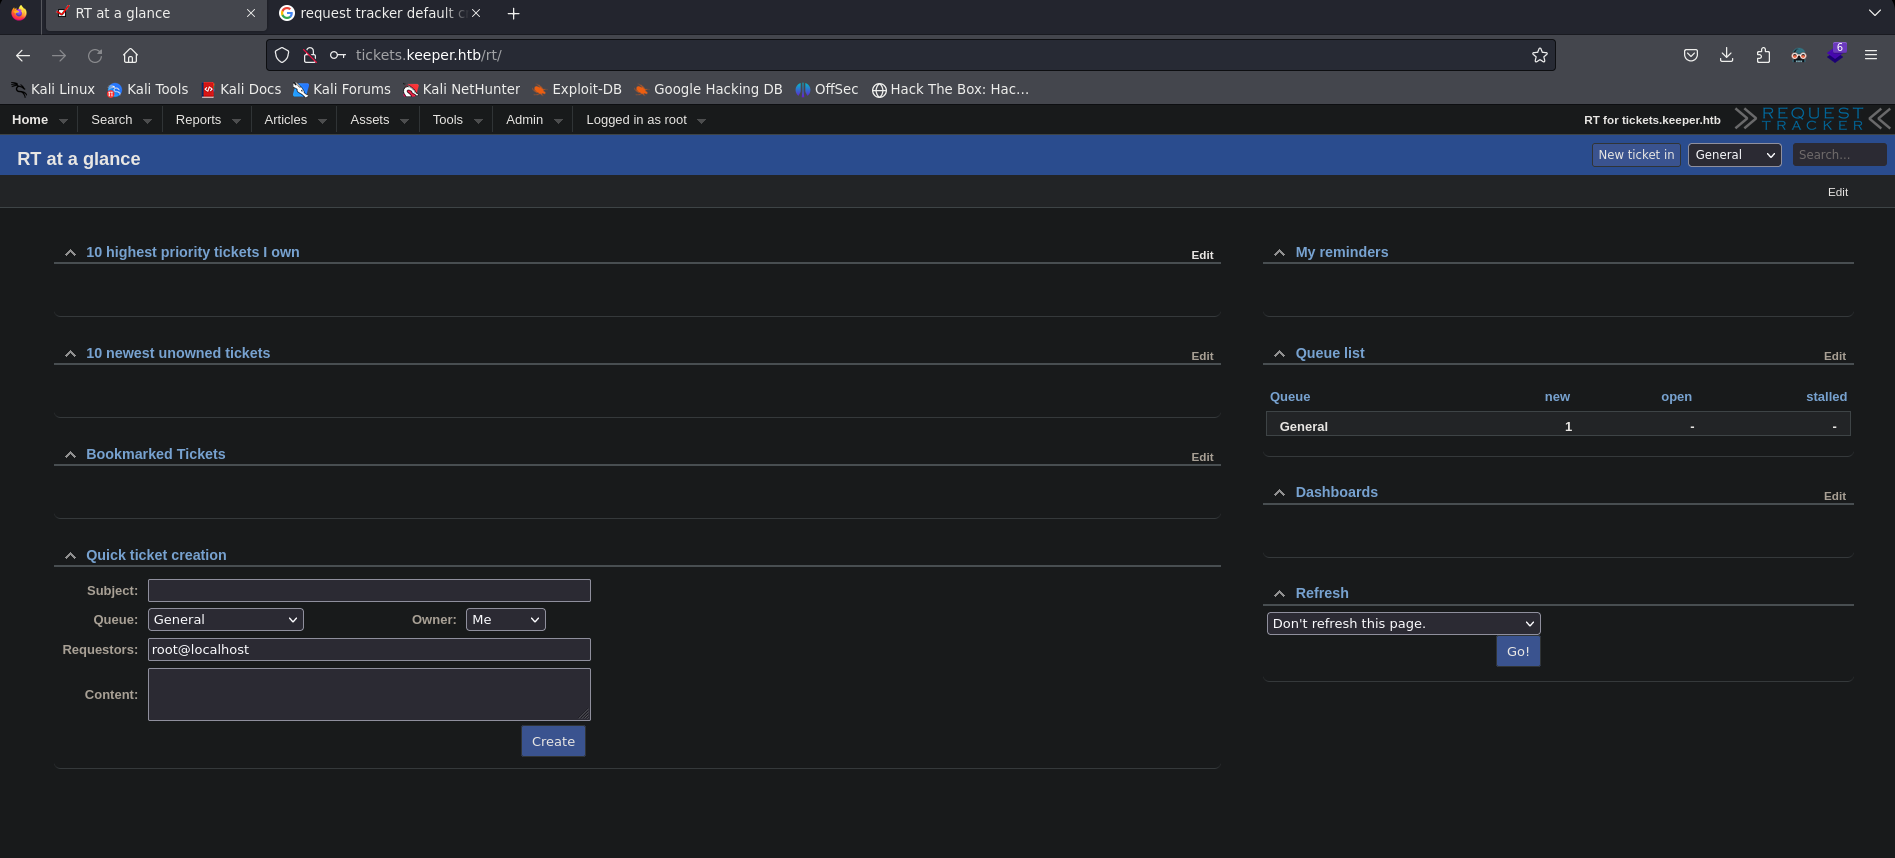 RT at a glance
request tracker default c
tickets.keeper.htb/rt/
6
Kali Linux Kali Tools Kali Docs Kali Forums Kali NetHunter Exploit-DB Google Hacking DB OffSec Hack The Box: Hac...
Home Search Reports Articles Assets Tools Admin Logged in as root
RT for tickets.keeper.htb
REQUEST
TRACKER
RT at a glance
New ticket in General Search...
Edit
10 highest priority tickets I own Edit
My reminders
10 newest unowned tickets Edit
Queue list Edit
Queue new open stalled
General 1 - -
Bookmarked Tickets Edit
Dashboards Edit
Quick ticket creation
Subject:
Queue: General Owner: Me
Requestors: root@localhost
Content:
Create
Refresh
Don't refresh this page.
Go!